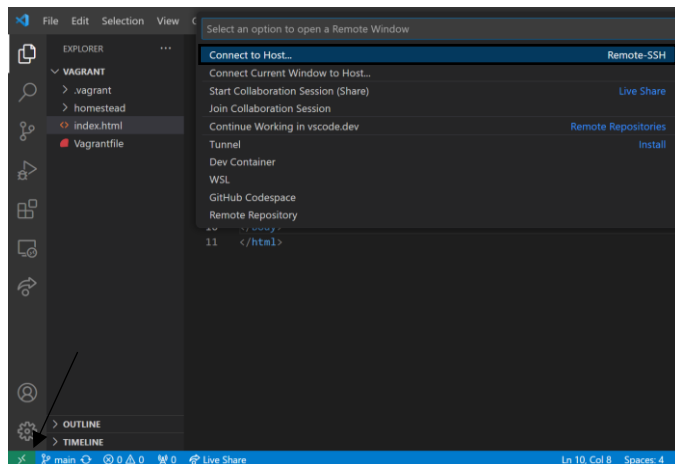 File Edit Selection View
Select an option to open a Remote Window
EXPLORER ...
Connect to Host... Remote-SSH
VAGRANT
Connect Current Window to Host...
> .vagrant
Start Collaboration Session (Share) Live Share
> homestead
Join Collaboration Session
<> index.html
Continue Working in vscode.dev Remote Repositories
Vagrantfile
Tunnel Install
Dev Container
WSL
GitHub Codespace
Remote Repository
10 </body>
11 </html>
> OUTLINE
> TIMELINE
main 0 0 0 Live Share Ln 10, Col 8 Spaces: 4